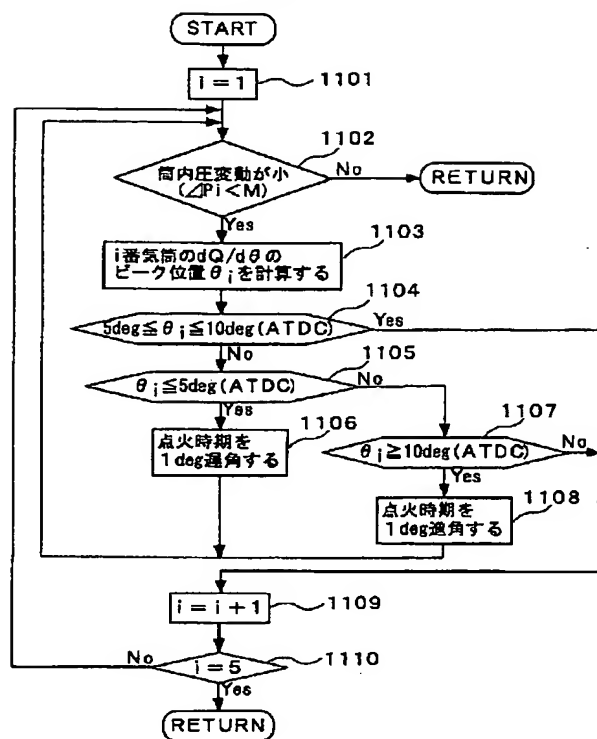 START
i=1
1101
1102
筒内圧変動が小
(⊿Pi<M)
No
RETURN
Yes
1103
i番気筒のdQ/dθの
ピーク位置θiを計算する
1104
5deg≦θi≦10deg(ATDC)
Yes
No
1105
θi≦5deg(ATDC)
No
Yes
1106
点火時期を
1deg遅角する
1107
θi≧10deg(ATDC)
No
Yes
1108
点火時期を
1deg進角する
i=i+1
1109
i=5
1110
No
Yes
RETURN